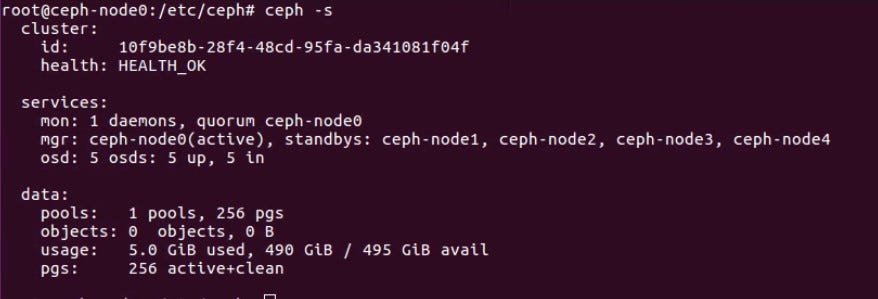 root@ceph-node0:/etc/ceph# ceph -s
cluster:
id: 10f9be8b-28f4-48cd-95fa-da341081f04f
health: HEALTH_OK
services:
mon: 1 daemons, quorum ceph-node0
mgr: ceph-node0(active), standbys: ceph-node1, ceph-node2, ceph-node3, ceph-node4
osd: 5 osds: 5 up, 5 in
data:
pools: 1 pools, 256 pgs
objects: 0 objects, 0 B
usage: 5.0 GiB used, 490 GiB / 495 GiB avail
pgs: 256 active+clean